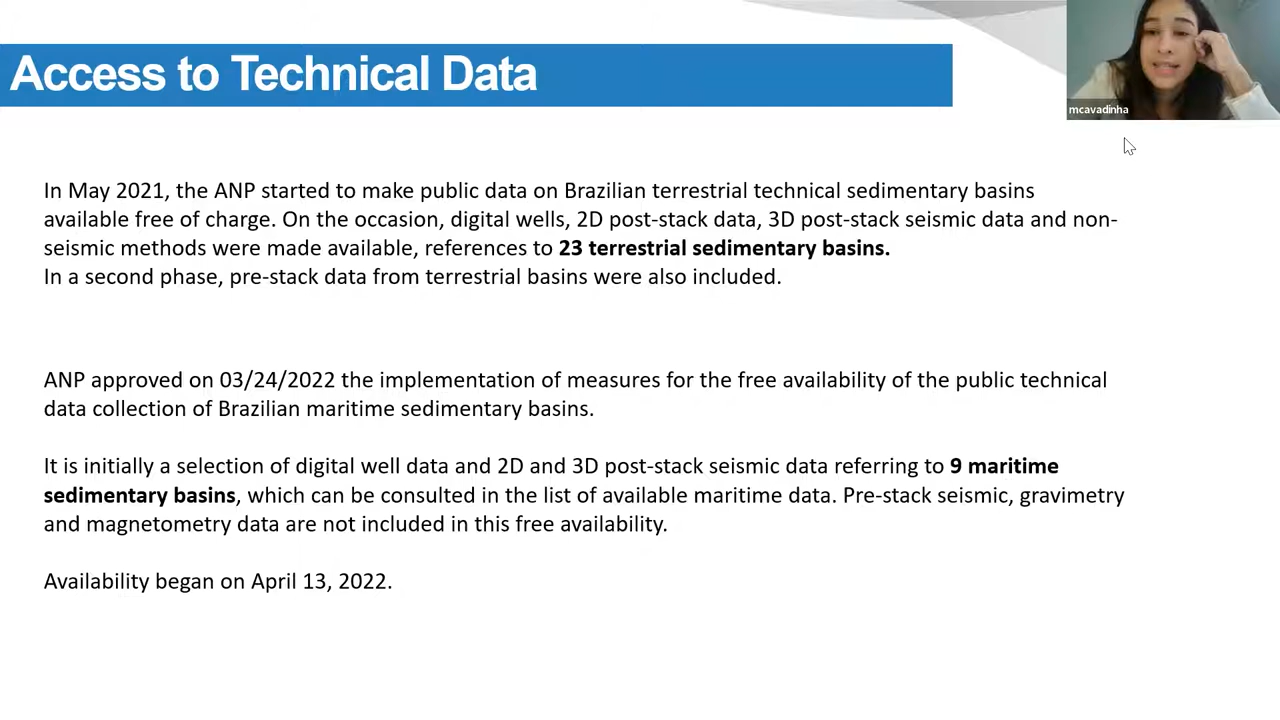 Access to Technical Data
mcavadinha
In May 2021, the ANP started to make public data on Brazilian terrestrial technical sedimentary basins
available free of charge. On the occasion, digital wells, 2D post-stack data, 3D post-stack seismic data and non-
seismic methods were made available, references to 23 terrestrial sedimentary basins.
In a second phase, pre-stack data from terrestrial basins were also included.
ANP approved on 03/24/2022 the implementation of measures for the free availability of the public technical
data collection of Brazilian maritime sedimentary basins.
It is initially a selection of digital well data and 2D and 3D post-stack seismic data referring to 9 maritime
sedimentary basins, which can be consulted in the list of available maritime data. Pre-stack seismic, gravimetry
and magnetometry data are not included in this free availability.
Availability began on April 13, 2022.